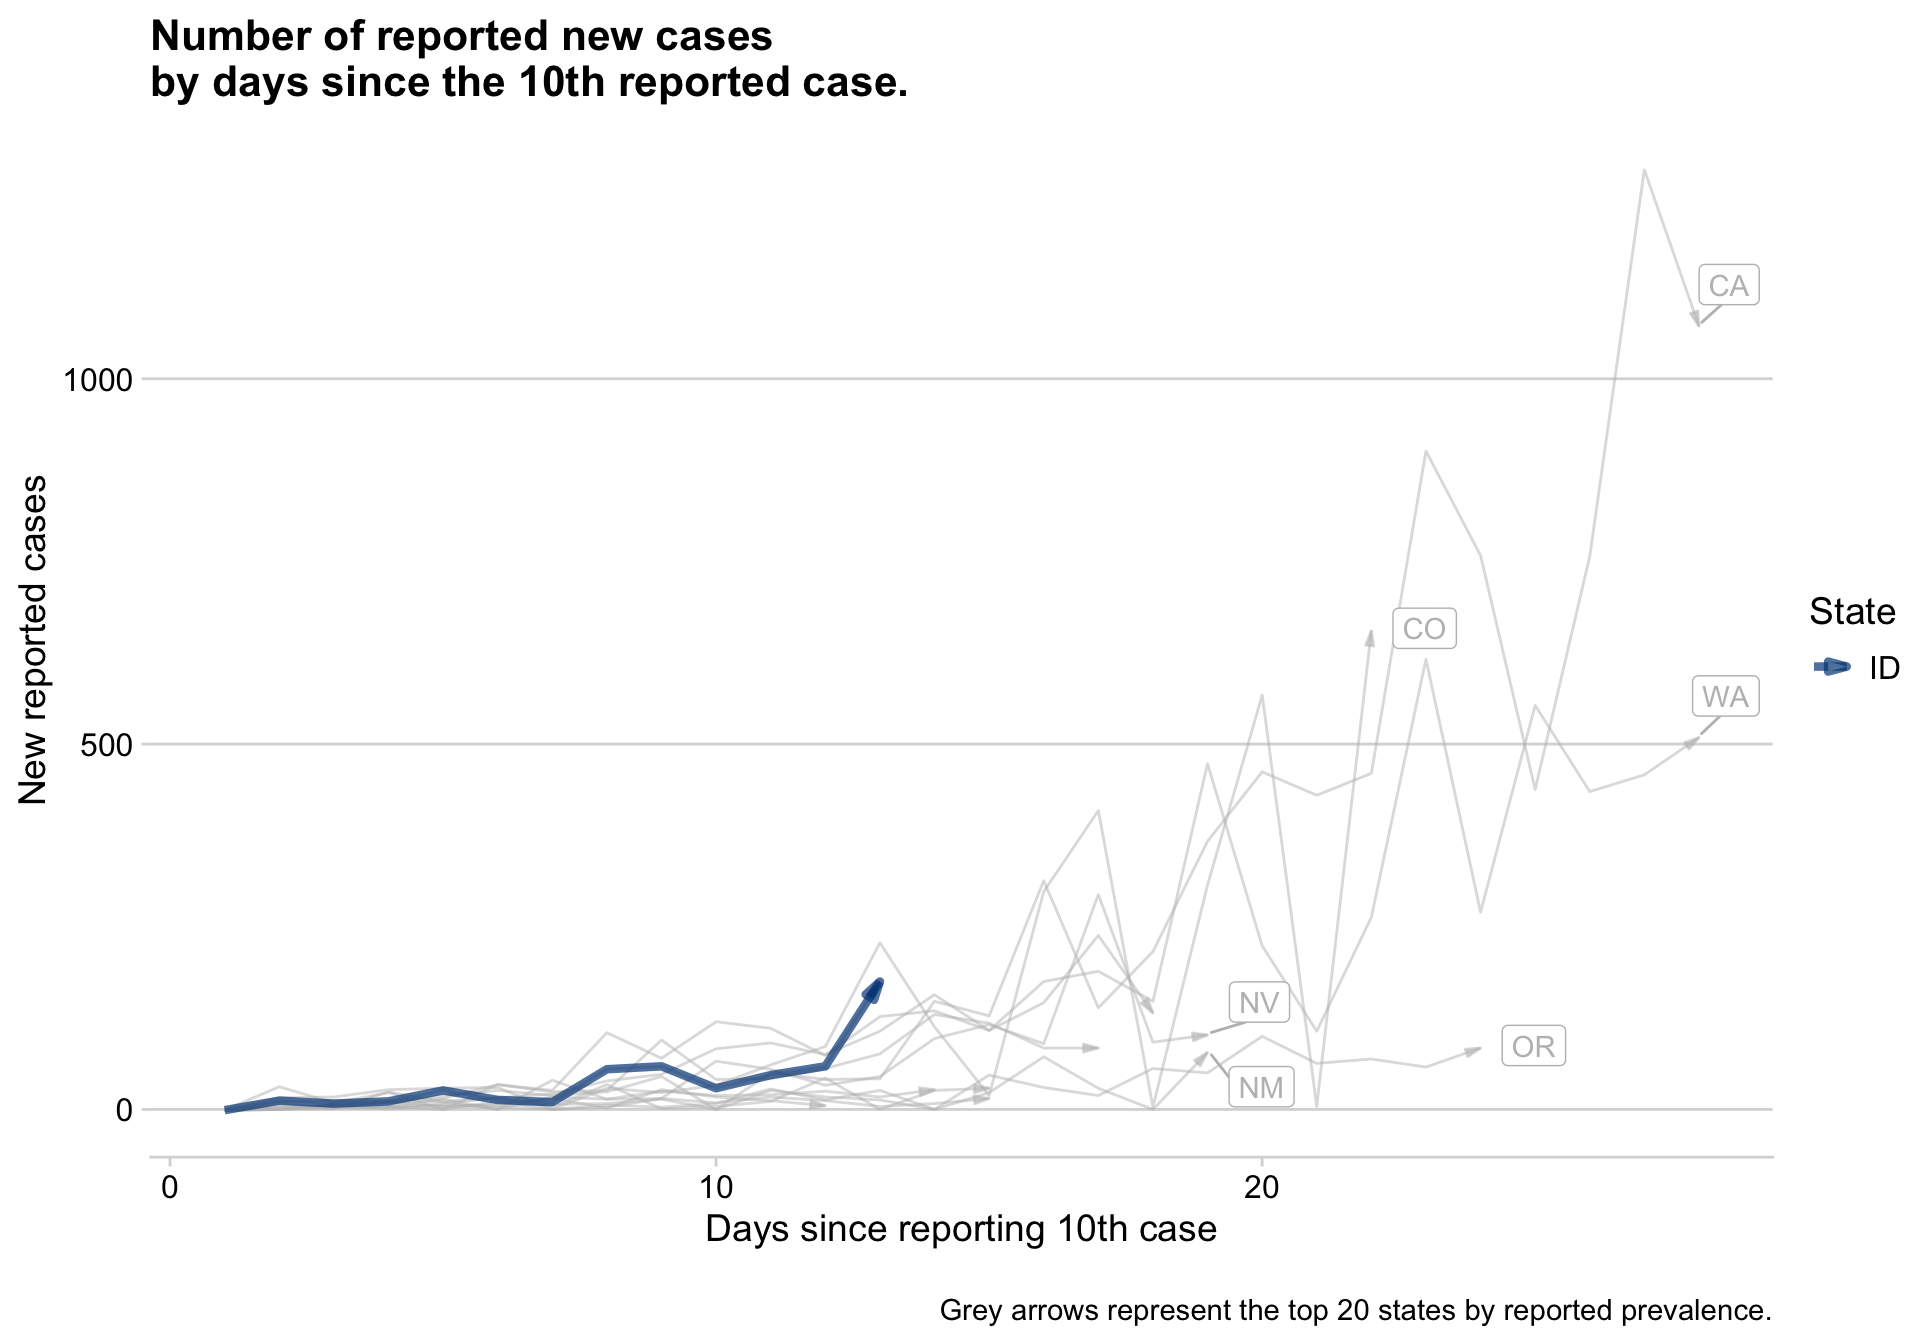 Number of reported new cases
by days since the 10th reported case.
New reported cases
1000
500
0
CA
CO
WA
NV
OR
NM
State
ID
0
10
20
Days since reporting 10th case
Grey arrows represent the top 20 states by reported prevalence.